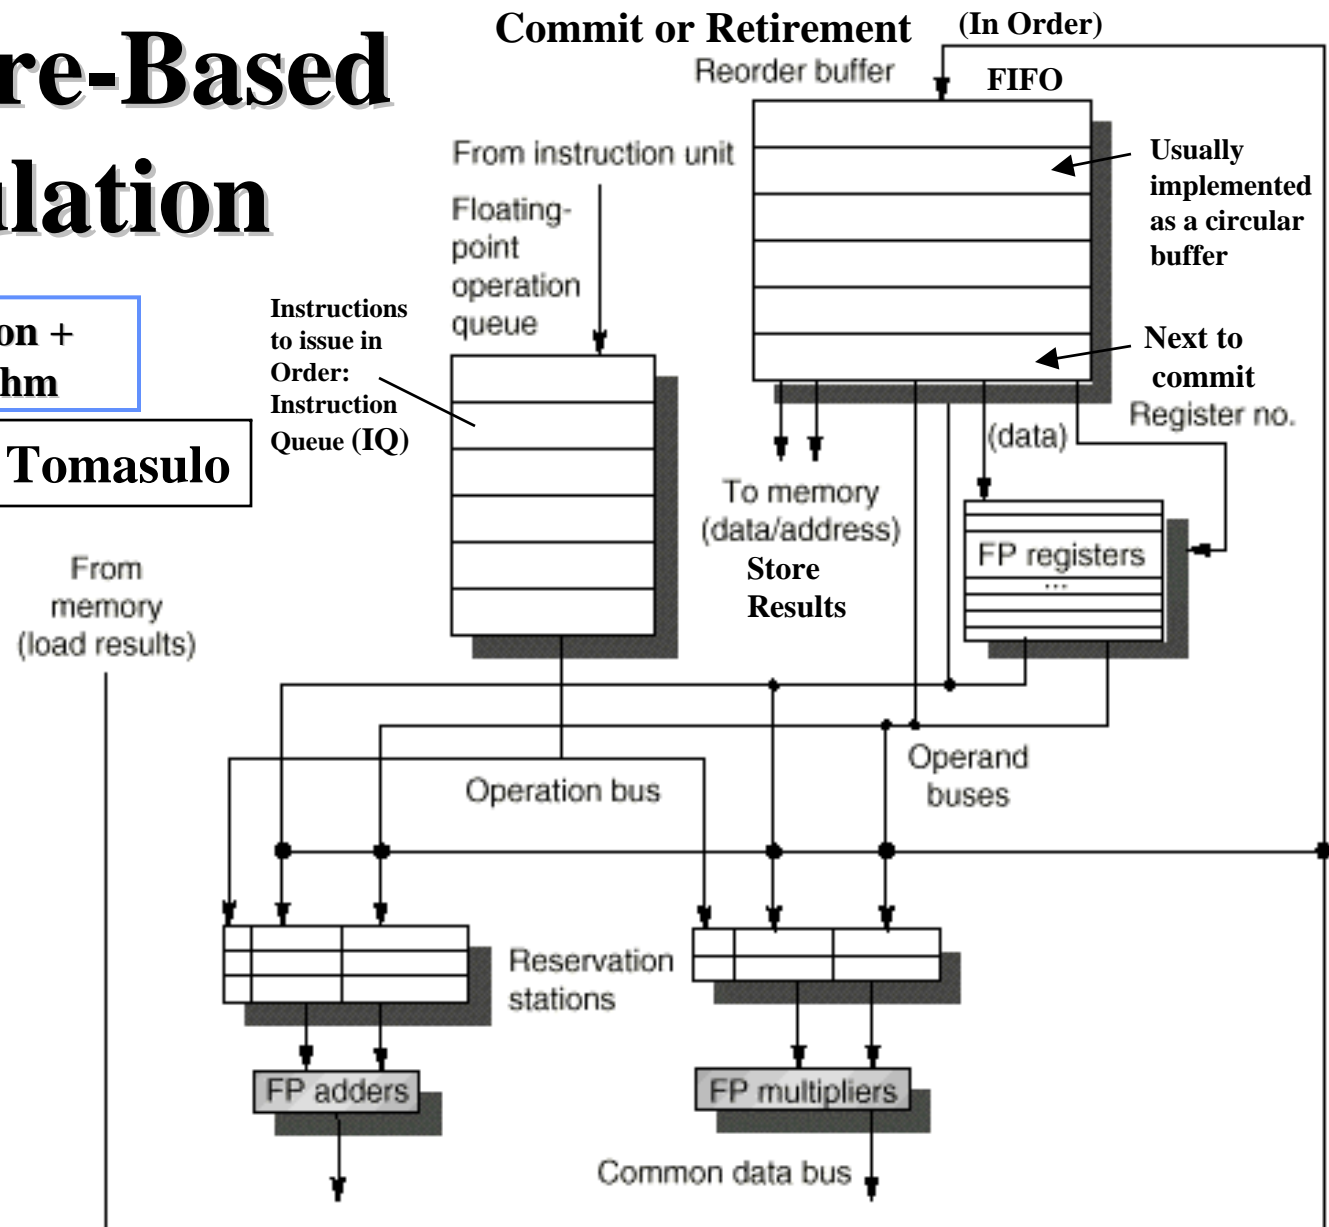 re-Based
ulation
on +
hm
Tomasulo
Commit or Retirement (In Order)
Reorder buffer
FIFO
Usually
implemented
as a circular
buffer
Next to
commit
From instruction unit
Floating-
point
operation
queue
Instructions
to issue in
Order:
Instruction
Queue (IQ)
Register no.
(data)
To memory
(data/address)
Store
Results
FP registers
...
From
memory
(load results)
Operand
buses
Operation bus
Reservation
stations
FP adders
FP multipliers
Common data bus